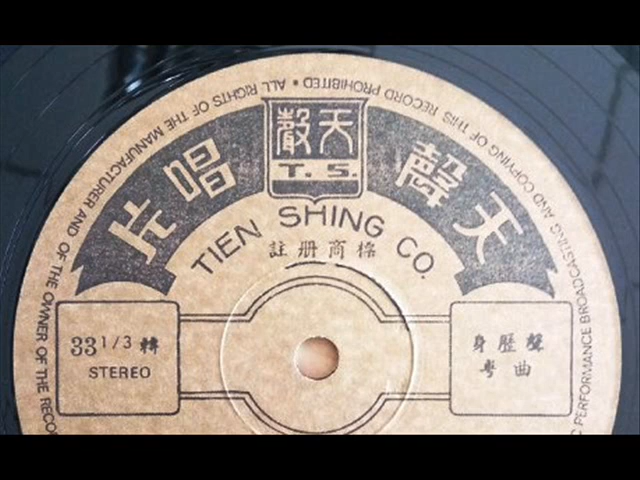 C PERFORMANCE BROADCASTING AND COPYING OF THIS RECORD PROHIBITED • ALL RIGHTS OF THE MANUFACTURER AND OF THE OWNER OF THE RECOR
天聲
T. S.
天聲唱片
TIEN SHING CO.
註册商標
33 1/3 轉
STEREO
身歷聲
粵曲